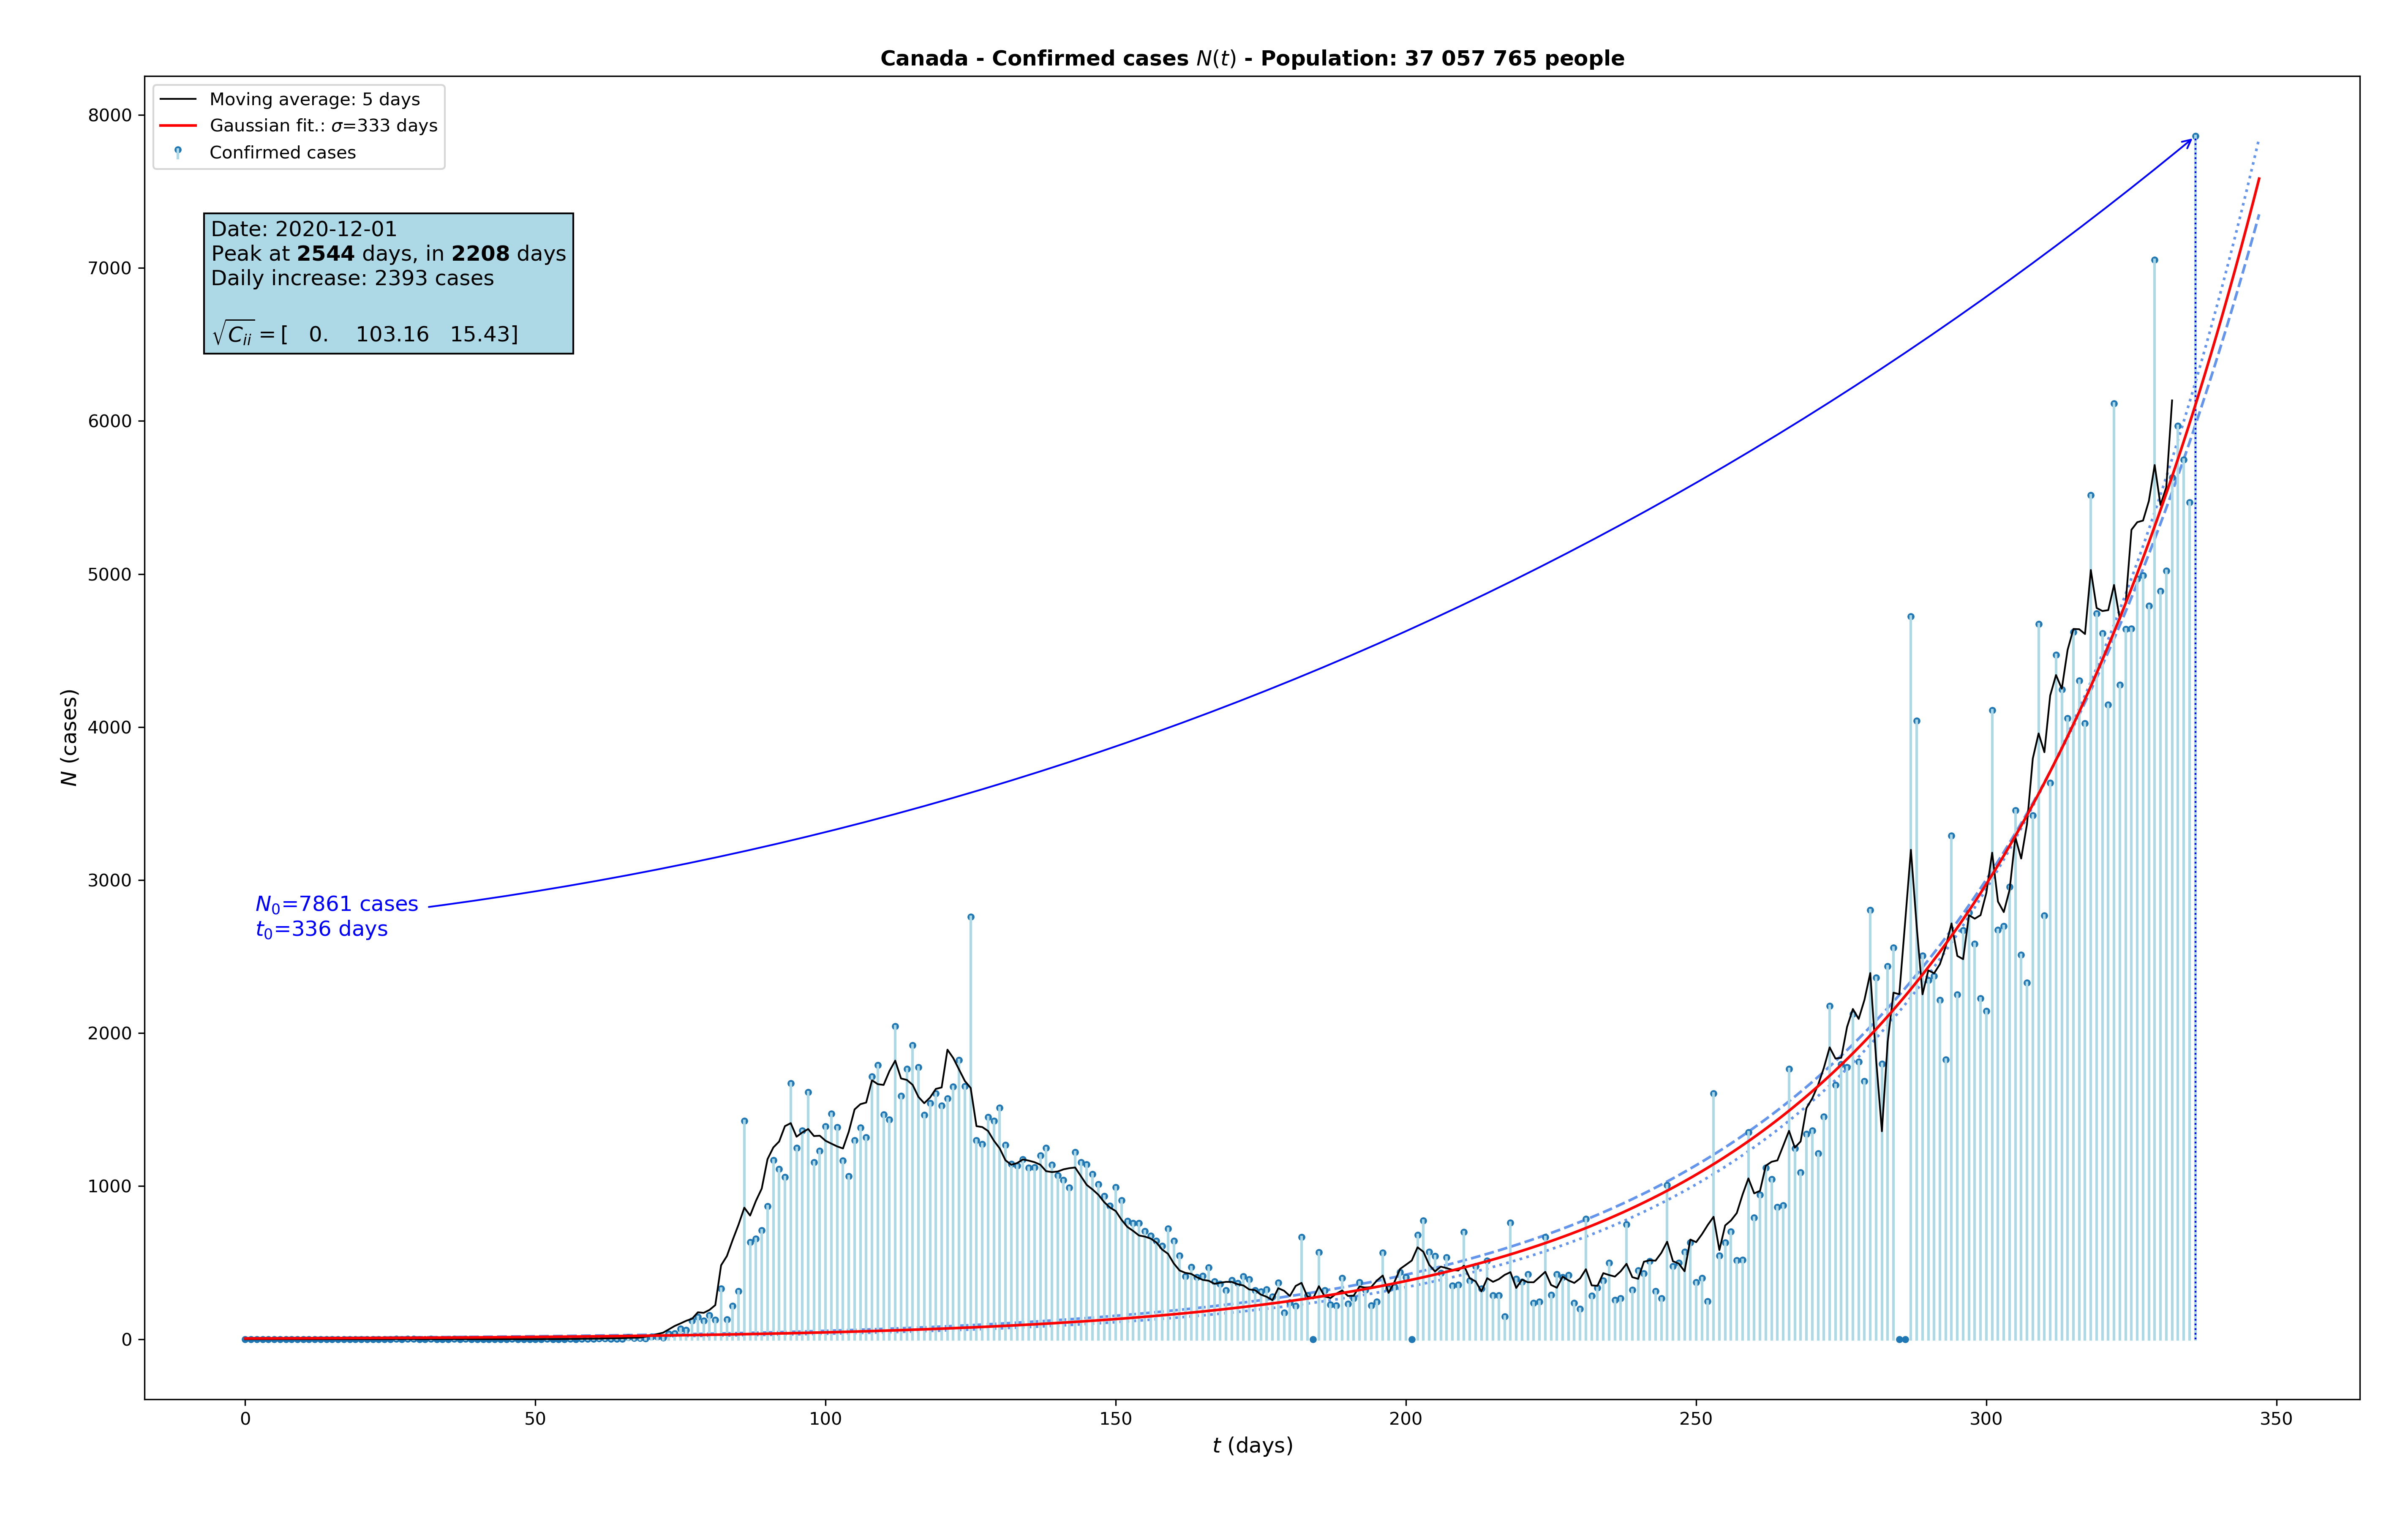 Canada - Confirmed cases N(t) - Population: 37 057 765 people
Moving average: 5 days
Gaussian fit.: σ=333 days
Confirmed cases
Date: 2020-12-01
Peak at 2544 days, in 2208 days
Daily increase: 2393 cases
√Cᵢᵢ = [ 0. 103.16 15.43]
8000
7000
6000
5000
4000
3000
2000
1000
0
N (cases)
N₀=7861 cases
t₀=336 days
0 50 100 150 200 250 300 350
t (days)